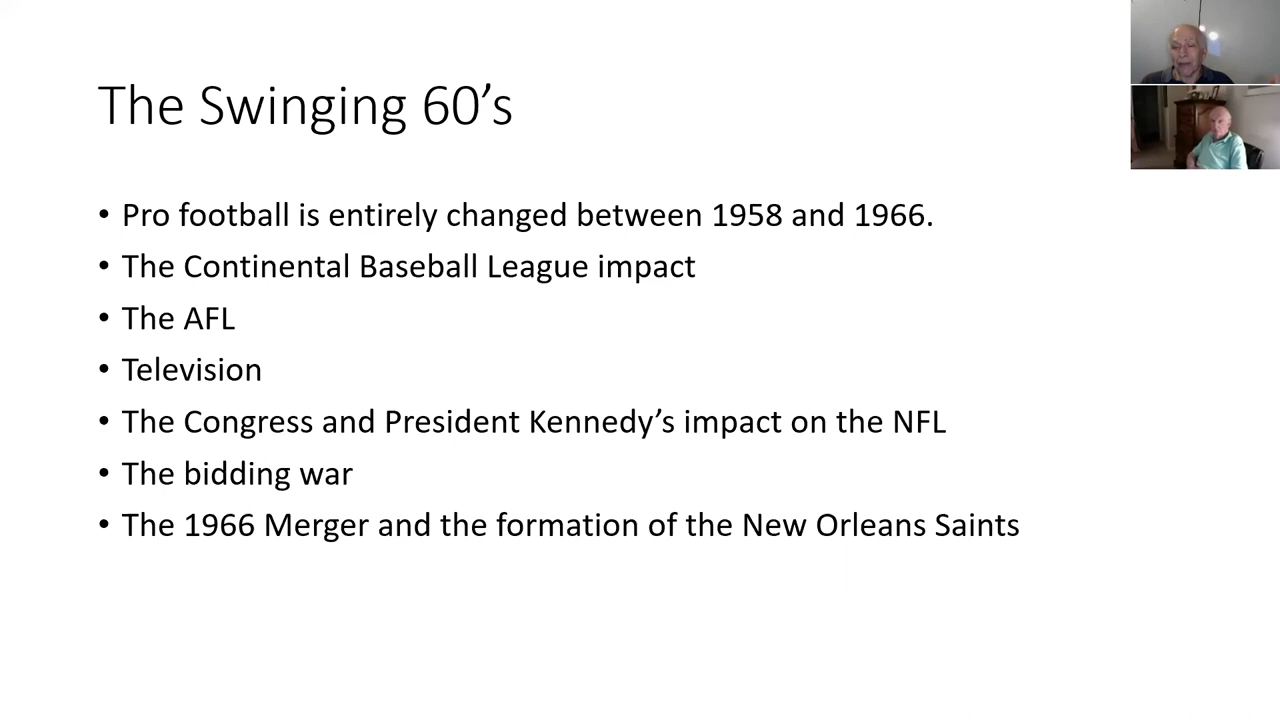 The Swinging 60’s
• Pro football is entirely changed between 1958 and 1966.
• The Continental Baseball League impact
• The AFL
• Television
• The Congress and President Kennedy’s impact on the NFL
• The bidding war
• The 1966 Merger and the formation of the New Orleans Saints